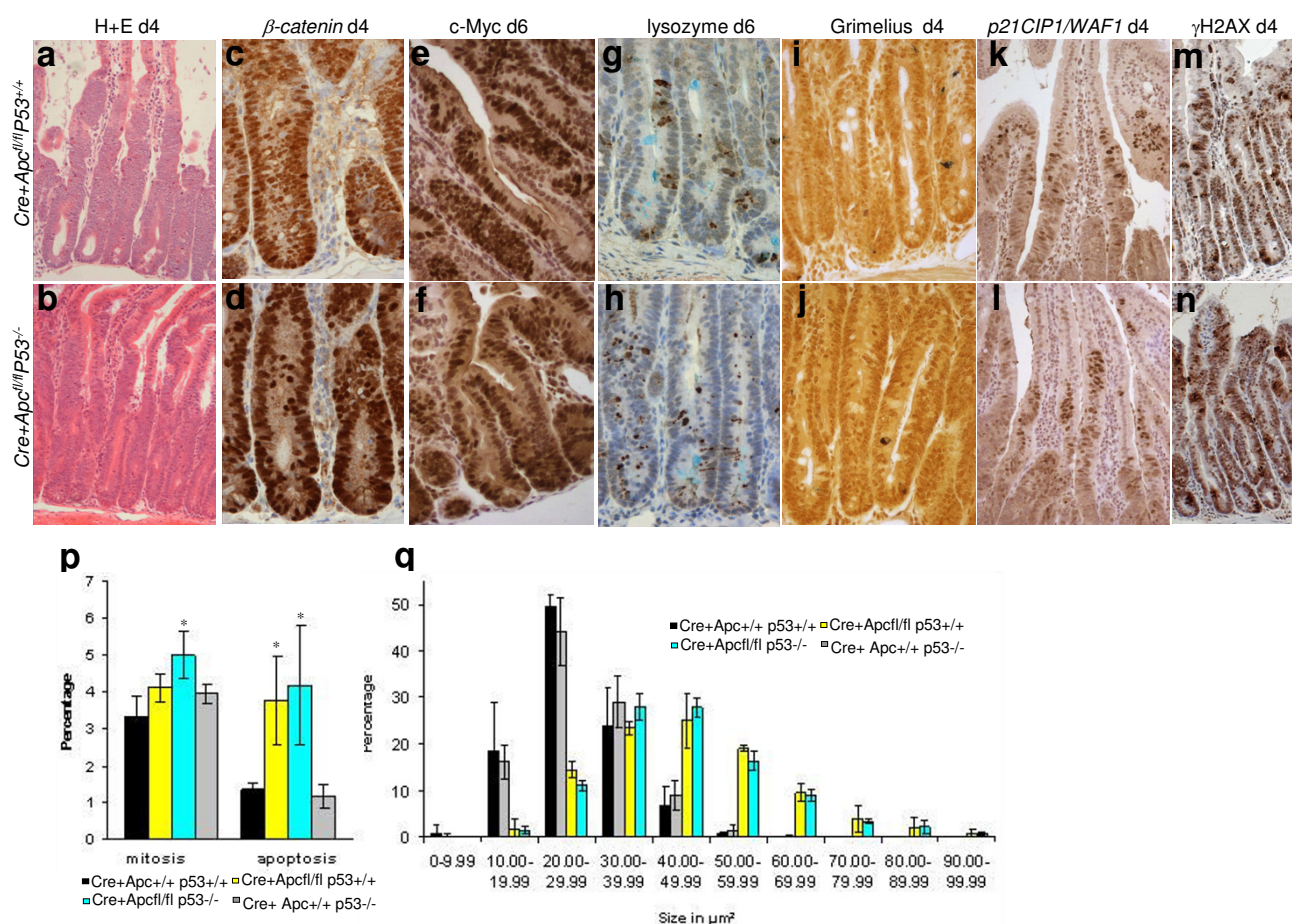 H+E d4 β-catenin d4 c-Myc d6 lysozyme d6 Grimelius d4 p21CIP1/WAF1 d4 γH2AX d4
a c e g i k m
Cre+Apcfl/flP53+/+
b d f h j l n
Cre+Apcfl/flP53-/-
p
7
6
5
4
3
2
1
0
Percentage
* * *
mitosis apoptosis
Cre+Apc+/+ p53+/+ Cre+Apcfl/fl p53+/+
Cre+Apcfl/fl p53-/- Cre+ Apc+/+ p53-/-
q
50
40
30
20
10
0
Percentage
Cre+Apc+/+ p53+/+ Cre+Apcfl/fl p53+/+
Cre+Apcfl/fl p53-/- Cre+ Apc+/+ p53-/-
0-9.99 10.00- 20.00- 30.00- 40.00- 50.00- 60.00- 70.00- 80.00- 90.00-
19.99 29.99 39.99 49.99 59.99 69.99 79.99 89.99 99.99
Size in µm²